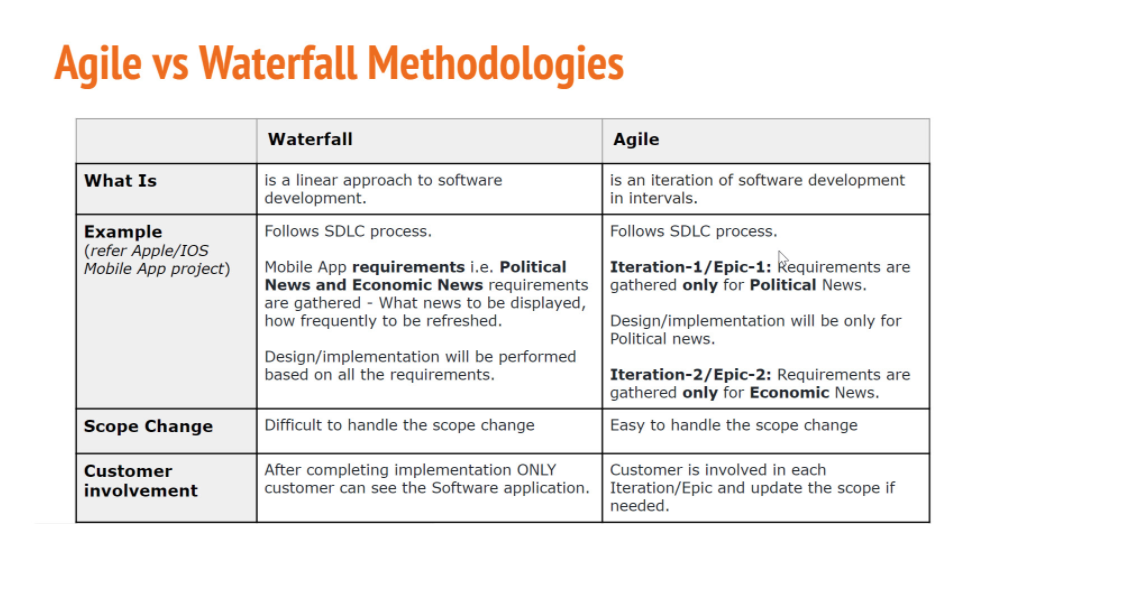 Agile vs Waterfall Methodologies
Waterfall
Agile
What Is
is a linear approach to software
development.
is an iteration of software development
in intervals.
Example
(refer Apple/IOS
Mobile App project)
Follows SDLC process.
Mobile App requirements i.e. Political
News and Economic News requirements
are gathered - What news to be displayed,
how frequently to be refreshed.
Design/implementation will be performed
based on all the requirements.
Follows SDLC process.
Iteration-1/Epic-1: Requirements are
gathered only for Political News.
Design/implementation will be only for
Political news.
Iteration-2/Epic-2: Requirements are
gathered only for Economic News.
Scope Change
Difficult to handle the scope change
Easy to handle the scope change
Customer
involvement
After completing implementation ONLY
customer can see the Software application.
Customer is involved in each
Iteration/Epic and update the scope if
needed.